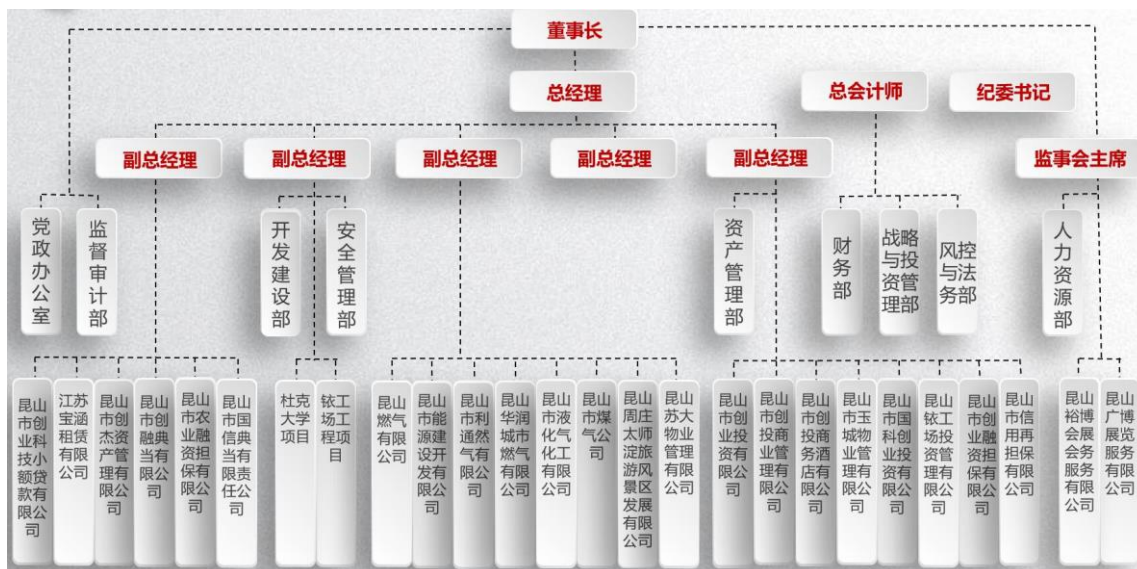 董事长
总经理
总会计师
纪委书记
副总经理
副总经理
副总经理
副总经理
副总经理
监事会主席
党政办公室
监督审计部
开发建设部
安全管理部
资产管理部
财务部
战略与投资管理部
风控与法务部
人力资源部
昆山市创业科技小额贷款有限公司
江苏宝涵租赁有限公司
昆山市创杰资产管理有限公司
昆山市创融典当有限公司
昆山市农业融资担保有限公司
昆山市国信典当有限责任公司
杜克大学项目
铱工场工程项目
昆山燃气有限公司
昆山市能源建设开发有限公司
昆山市利通然气有限公司
昆山华润城市燃气有限公司
昆山市液化气化工有限公司
昆山市煤气公司
昆山周庄太师淀旅游风景区发展有限公司
昆山苏大物业管理有限公司
昆山市创业投资有限公司
昆山市创投商业管理有限公司
昆山市创投商务酒店有限公司
昆山市玉城物业管理有限公司
昆山市国科创业投资有限公司
昆山铱工场投资管理有限公司
昆山市创业融资担保有限公司
昆山市信用再担保有限公司
昆山裕博会展会务服务有限公司
昆山广博展览服务有限公司